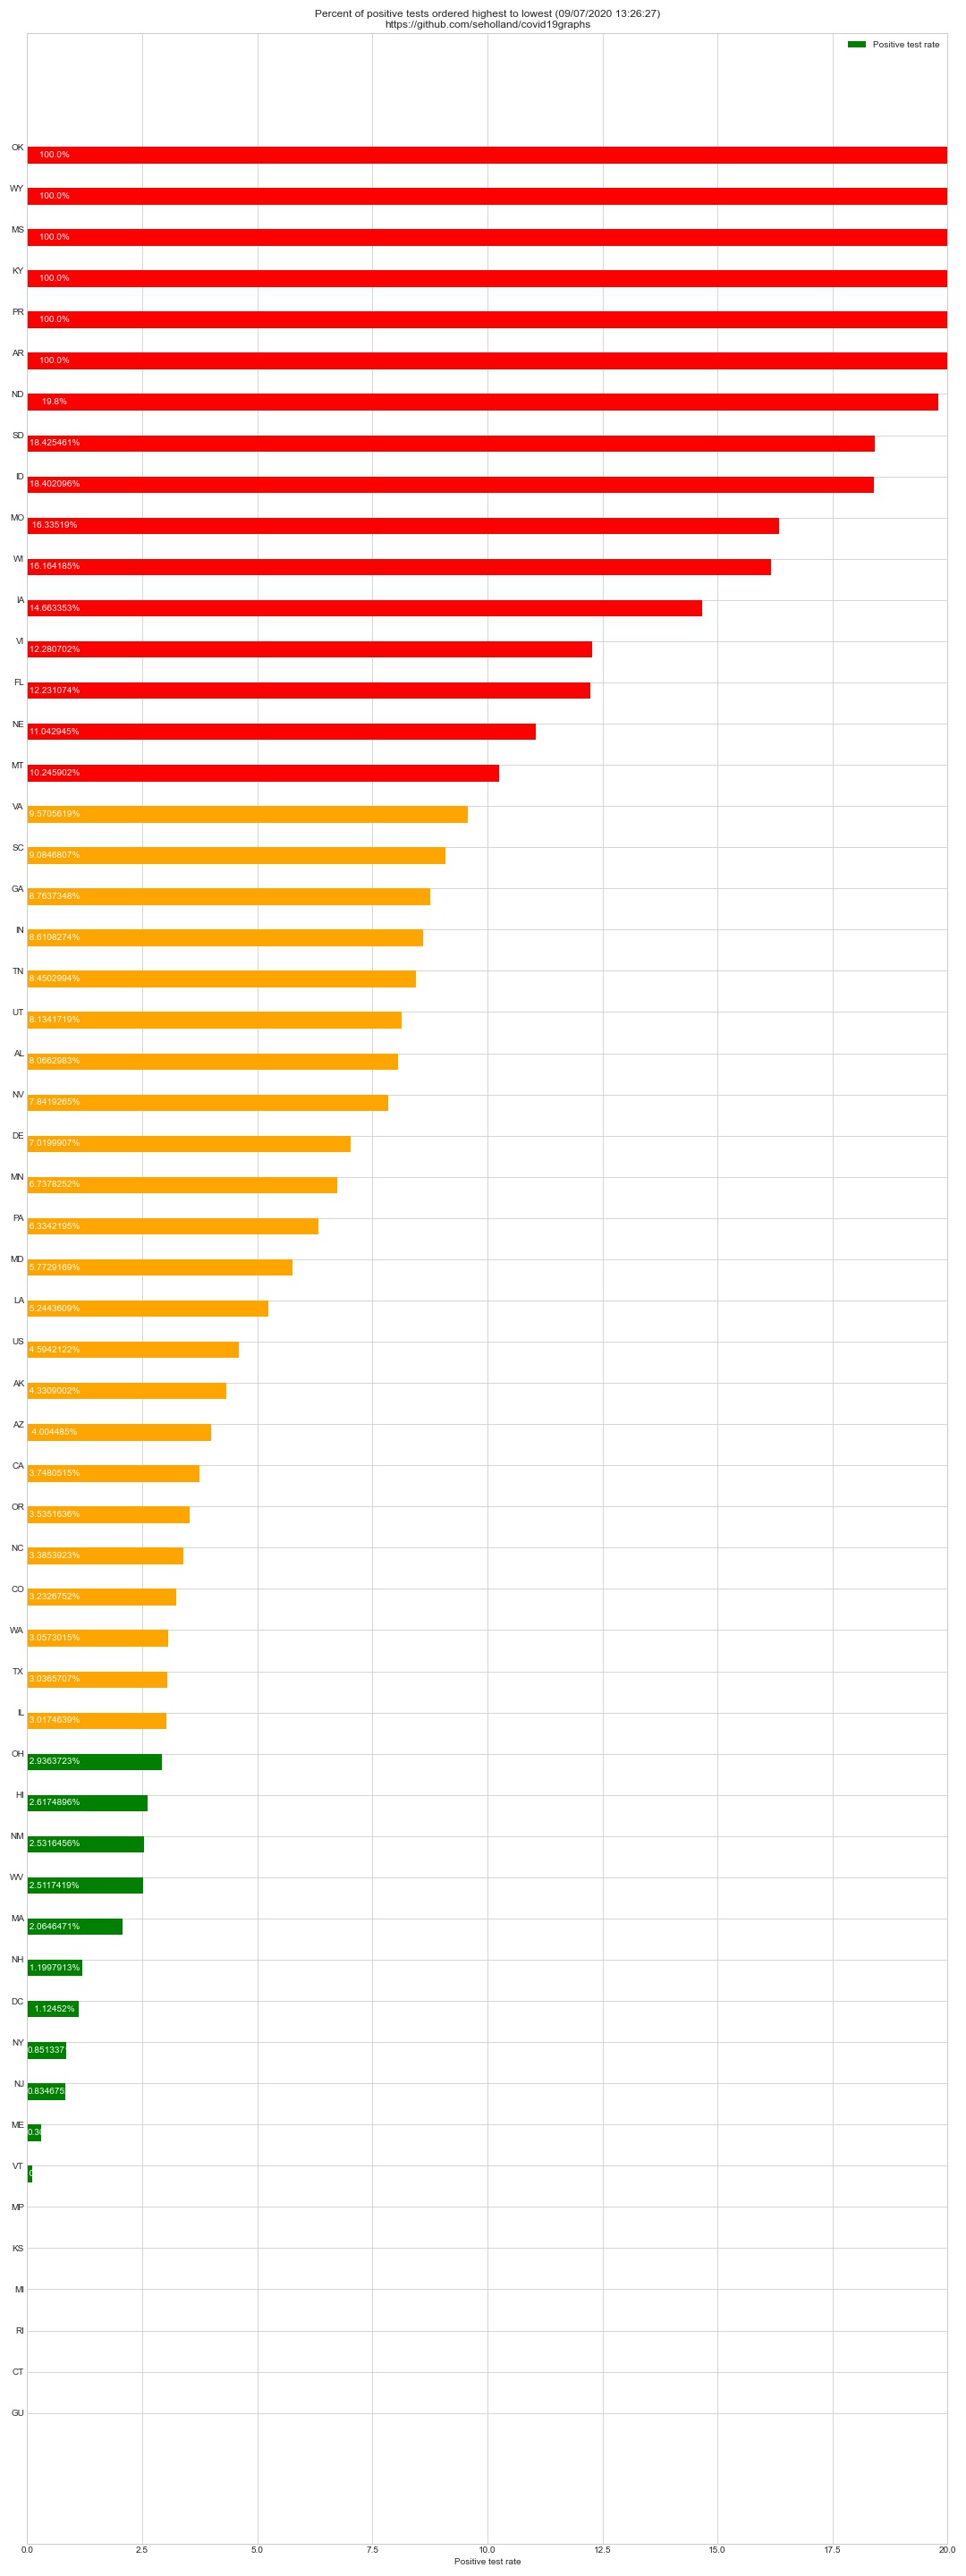 Percent of positive tests ordered highest to lowest (09/07/2020 13:26:27)
https://github.com/seholland/covid19graphs
Positive test rate
OK 100.0%
WY 100.0%
MS 100.0%
KY 100.0%
PR 100.0%
AR 100.0%
ND 19.8%
SD 18.425461%
ID 18.402096%
MO 16.33519%
WI 16.164185%
IA 14.663353%
VI 12.280702%
FL 12.231074%
NE 11.042945%
MT 10.245902%
VA 9.5705619%
SC 9.0846807%
GA 8.7637348%
IN 8.6108274%
TN 8.4502994%
UT 8.1341719%
AL 8.0662983%
NV 7.8419265%
DE 7.0199907%
MN 6.7378252%
PA 6.3342195%
MD 5.7729169%
LA 5.2443609%
US 4.5942122%
AK 4.3309002%
AZ 4.004485%
CA 3.7480515%
OR 3.5351636%
NC 3.3853923%
CO 3.2326752%
WA 3.0573015%
TX 3.0365707%
IL 3.0174639%
OH 2.9363723%
HI 2.6174896%
NM 2.5316456%
WV 2.5117419%
MA 2.0646471%
NH 1.1997913%
DC 1.12452%
NY 0.851337
NJ 0.834675
ME
VT
MP
KS
MI
RI
CT
GU
0.0 2.5 5.0 7.5 10.0 12.5 15.0 17.5 20.0
Positive test rate